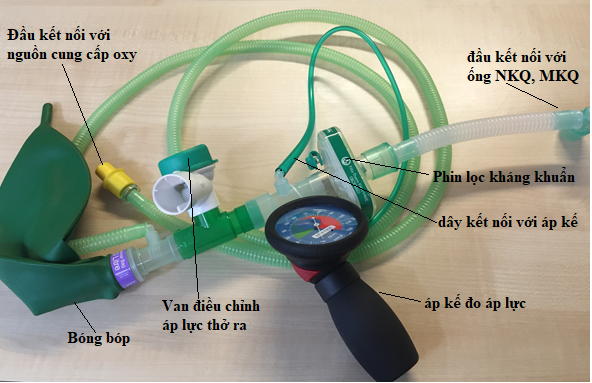 Đầu kết nối với
nguồn cung cấp oxy
đầu kết nối với
ống NKQ, MKQ
Phin lọc kháng khuẩn
dây kết nối với áp kế
áp kế đo áp lực
Van điều chỉnh
áp lực thở ra
Bóng bóp